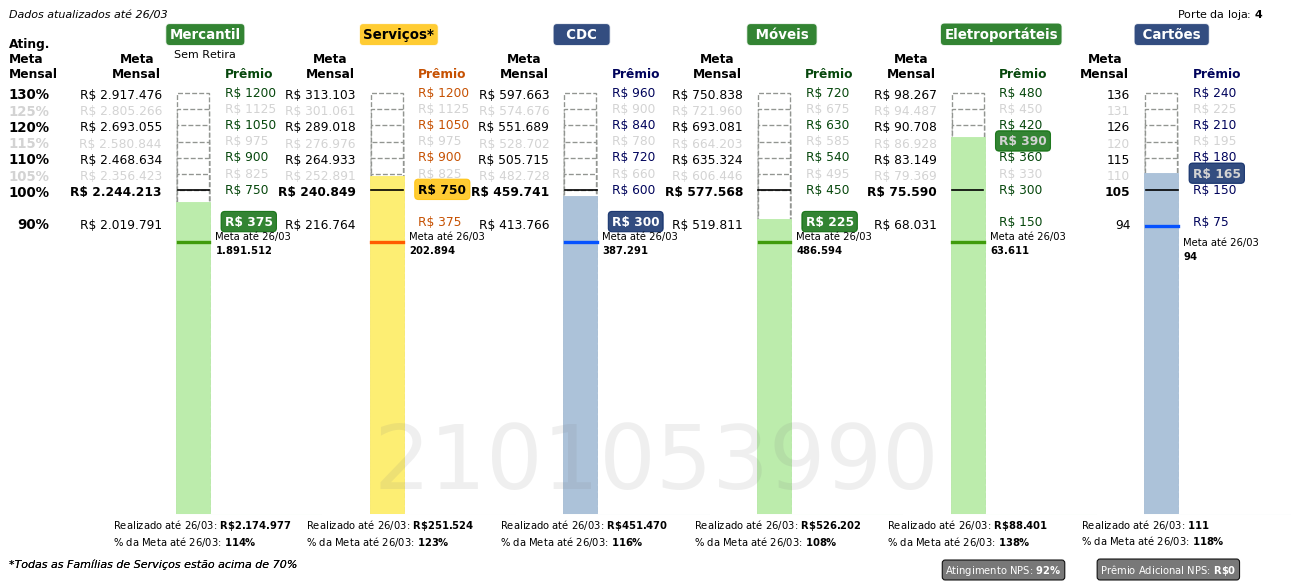 Dados atualizados até 26/03
Porte da loja: 4
Mercantil Serviços* CDC Móveis Eletroportáteis Cartões
Sem Retira
Ating. Meta Mensal
Meta Mensal Prêmio Meta Mensal Prêmio Meta Mensal Prêmio Meta Mensal Prêmio Meta Mensal Prêmio Meta Mensal Prêmio
130% R$ 2.917.476 R$ 1200 R$ 313.103 R$ 1200 R$ 597.663 R$ 960 R$ 750.838 R$ 720 R$ 98.267 R$ 480 136 R$ 240
125% R$ 2.805.266 R$ 1125 R$ 301.061 R$ 1125 R$ 574.676 R$ 900 R$ 721.960 R$ 675 R$ 94.487 R$ 450 131 R$ 225
120% R$ 2.693.055 R$ 1050 R$ 289.018 R$ 1050 R$ 551.689 R$ 840 R$ 693.081 R$ 630 R$ 90.708 R$ 420 126 R$ 210
115% R$ 2.580.844 R$ 975 R$ 276.976 R$ 975 R$ 528.702 R$ 780 R$ 664.203 R$ 585 R$ 86.928 R$ 390 120 R$ 195
110% R$ 2.468.634 R$ 900 R$ 264.933 R$ 900 R$ 505.715 R$ 720 R$ 635.324 R$ 540 R$ 83.149 R$ 360 115 R$ 180
105% R$ 2.356.423 R$ 825 R$ 252.891 R$ 825 R$ 482.728 R$ 660 R$ 606.446 R$ 495 R$ 79.369 R$ 330 110 R$ 165
100% R$ 2.244.213 R$ 750 R$ 240.849 R$ 750 R$ 459.741 R$ 600 R$ 577.568 R$ 450 R$ 75.590 R$ 300 105 R$ 150
90% R$ 2.019.791 R$ 375 R$ 216.764 R$ 375 R$ 413.766 R$ 300 R$ 519.811 R$ 225 R$ 68.031 R$ 150 94 R$ 75
Meta até 26/03 Meta até 26/03 Meta até 26/03 Meta até 26/03 Meta até 26/03 Meta até 26/03
1.891.512 202.894 387.291 486.594 63.611 94
2101053990
Realizado até 26/03: R$2.174.977 Realizado até 26/03: R$251.524 Realizado até 26/03: R$451.470 Realizado até 26/03: R$526.202 Realizado até 26/03: R$88.401 Realizado até 26/03: 111
% da Meta até 26/03: 114% % da Meta até 26/03: 123% % da Meta até 26/03: 116% % da Meta até 26/03: 108% % da Meta até 26/03: 138% % da Meta até 26/03: 118%
*Todas as Famílias de Serviços estão acima de 70%
Atingimento NPS: 92% Prêmio Adicional NPS: R$0